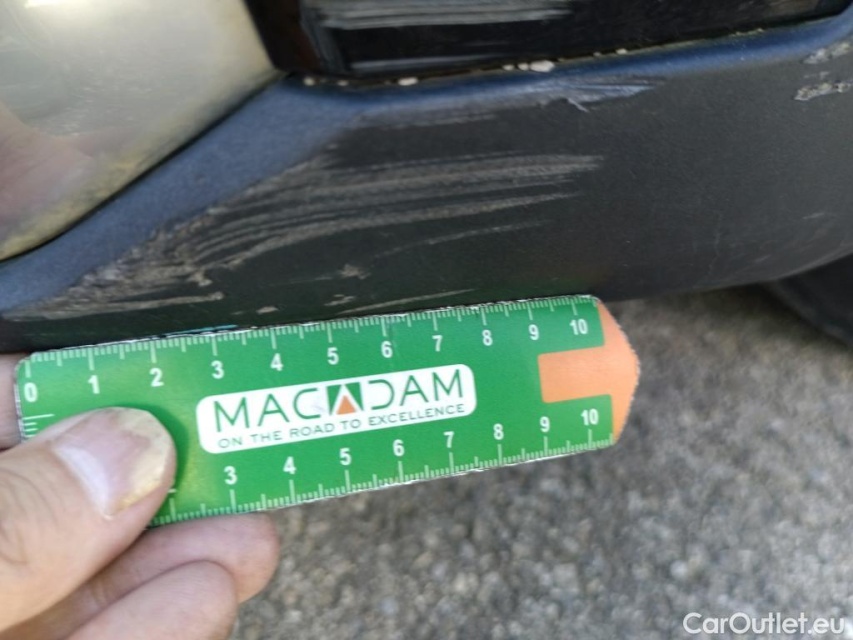 0 1 2 3 4 5 6 7 8 9 10
MACADAM
ON THE ROAD TO EXCELLENCE
3 4 5 6 7 8 9 10
CarOutlet.eu